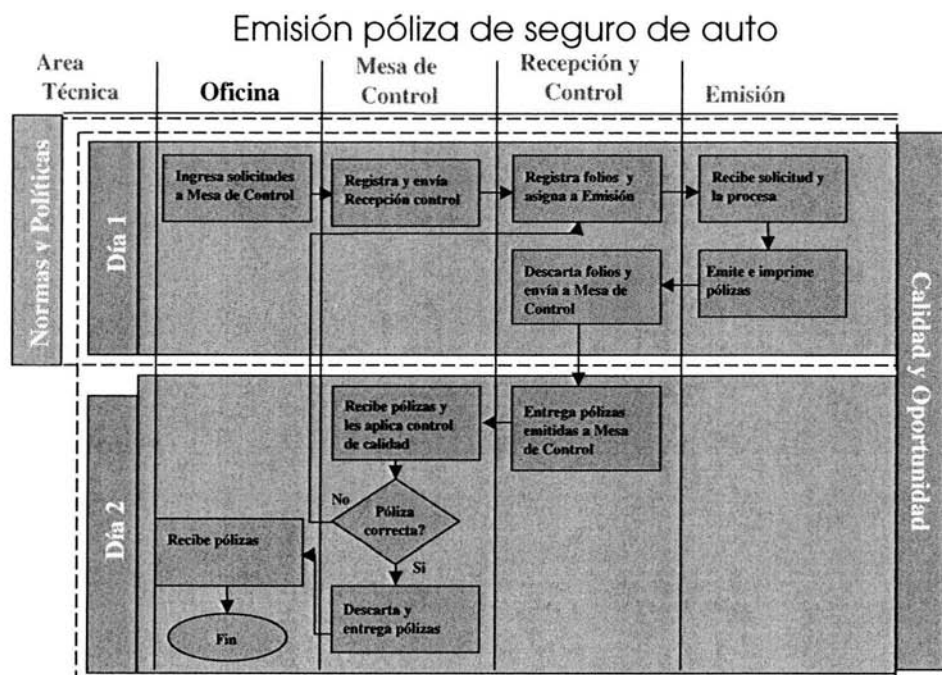 Emisión póliza de seguro de auto
Area
Técnica
Oficina
Mesa de
Control
Recepción y
Control
Emisión
Normas y Políticas
Día 1
Ingresa solicitudes
a Mesa de Control
Registra y envía
Recepción control
Registra folios y
asigna a Emisión
Recibe solicitud y
la procesa
Descarta folios y
envía a Mesa de
Control
Emite e imprime
pólizas
Calidad y Oportunidad
Día 2
Recibe pólizas y
les aplica control
de calidad
Entrega pólizas
emitidas a Mesa
de Control
No
Póliza
correcta?
Si
Recibe pólizas
Descarta y
entrega pólizas
Fin